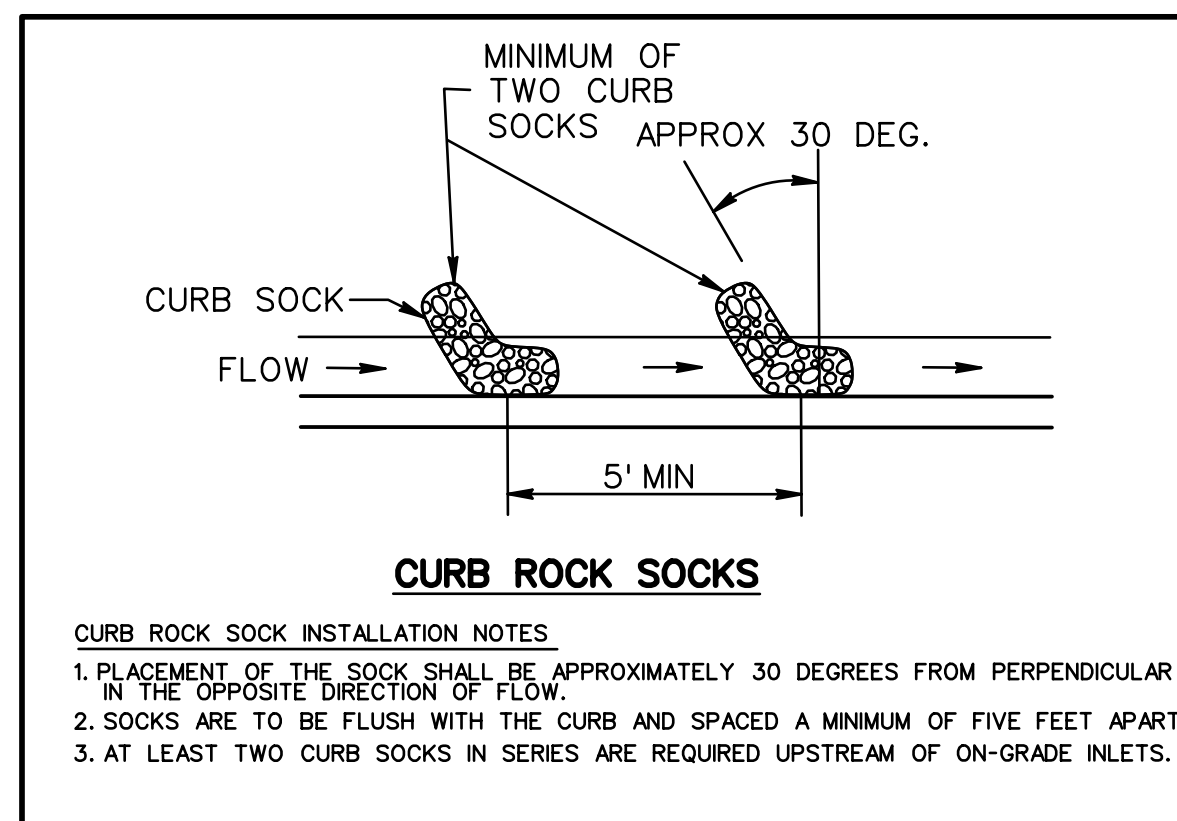 MINIMUM OF
TWO CURB
SOCKS
APPROX 30 DEG.
CURB SOCK
FLOW
5' MIN
CURB ROCK SOCKS
CURB ROCK SOCK INSTALLATION NOTES
1. PLACEMENT OF THE SOCK SHALL BE APPROXIMATELY 30 DEGREES FROM PERPENDICULAR
IN THE OPPOSITE DIRECTION OF FLOW.
2. SOCKS ARE TO BE FLUSH WITH THE CURB AND SPACED A MINIMUM OF FIVE FEET APART
3. AT LEAST TWO CURB SOCKS IN SERIES ARE REQUIRED UPSTREAM OF ON-GRADE INLETS.